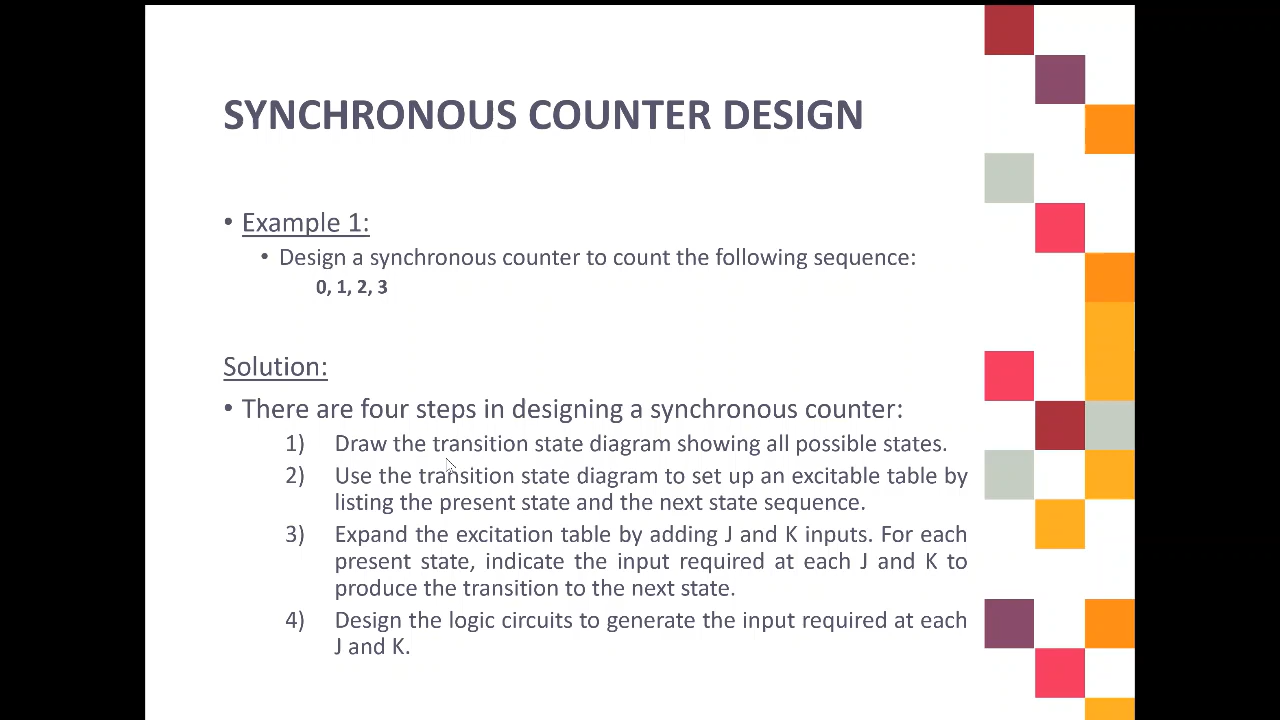 SYNCHRONOUS COUNTER DESIGN
• Example 1:
• Design a synchronous counter to count the following sequence:
0, 1, 2, 3
Solution:
• There are four steps in designing a synchronous counter:
1) Draw the transition state diagram showing all possible states.
2) Use the transition state diagram to set up an excitable table by
listing the present state and the next state sequence.
3) Expand the excitation table by adding J and K inputs. For each
present state, indicate the input required at each J and K to
produce the transition to the next state.
4) Design the logic circuits to generate the input required at each
J and K.